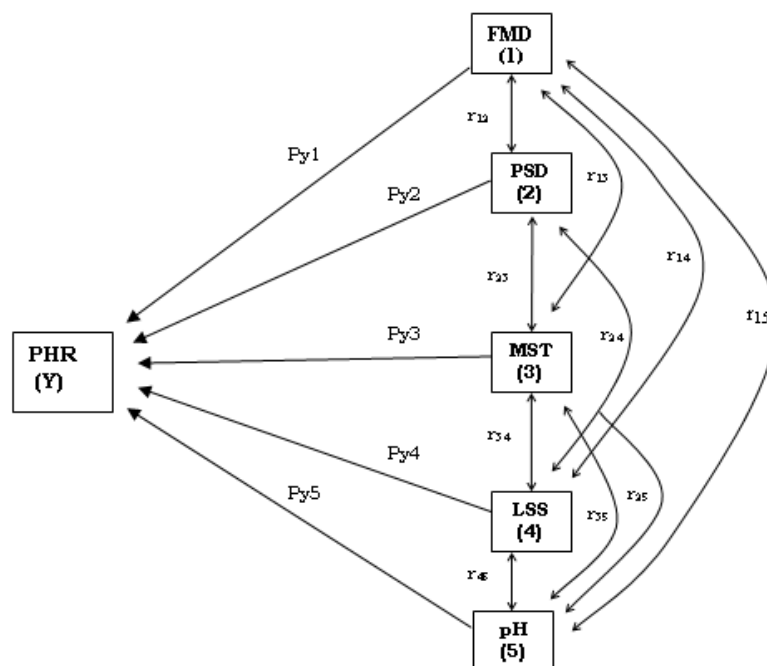 FMD
(1)
r₁₂
Py1
PSD
(2)
r₁₃
Py2
r₁₄
r₂₃
r₁₅
Py3
MST
(3)
r₂₄
PHR
(Y)
r₃₄
Py4
Py5
LSS
(4)
r₃₅
r₂₅
r₄₅
pH
(5)